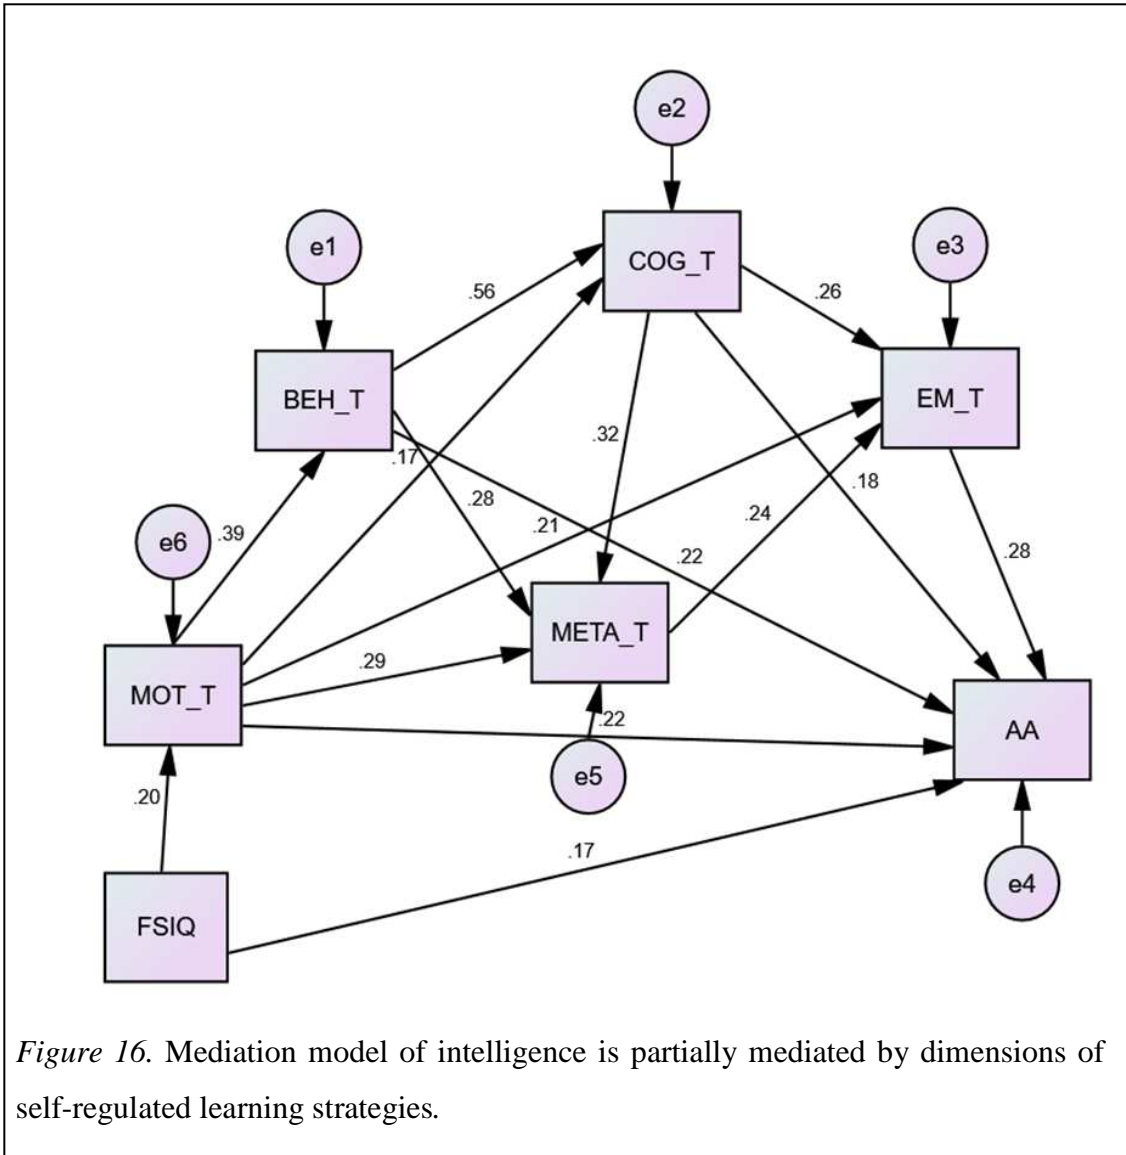 e2
e1
e3
COG_T
.56
.26
BEH_T
EM_T
.32
.17
.18
.28
.21
.24
.39
e6
.22
.28
META_T
.29
MOT_T
.22
AA
e5
.20
.17
e4
FSIQ
Figure 16. Mediation model of intelligence is partially mediated by dimensions of
self-regulated learning strategies.